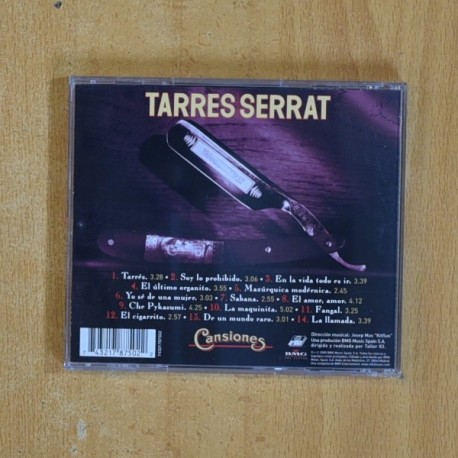 TARRES SERRAT
1. Tarrés. 3.28 • 2. Soy lo prohibido. 3.06 • 3. En la vida todo es ir. 3.39
4. El último organito. 3.55 • 5. Mazúrquica modérnica. 2.45
6. Yo sé de una mujer. 3.03 • 7. Sabana. 2.55 • 8. El amor, amor. 4.12
9. Che Pykasumi. 4.25 • 10. La maquinita. 5.02 • 11. Fangal. 3.25
12. El cigarrito. 2.57 • 13. De un mundo raro. 3.01 • 14. La llamada. 3.39
Cansiones
BMG
Dirección musical: Josep Mas "Kitflus"
Una producción BMG Music Spain S.A.
dirigida y realizada por Taller 83.